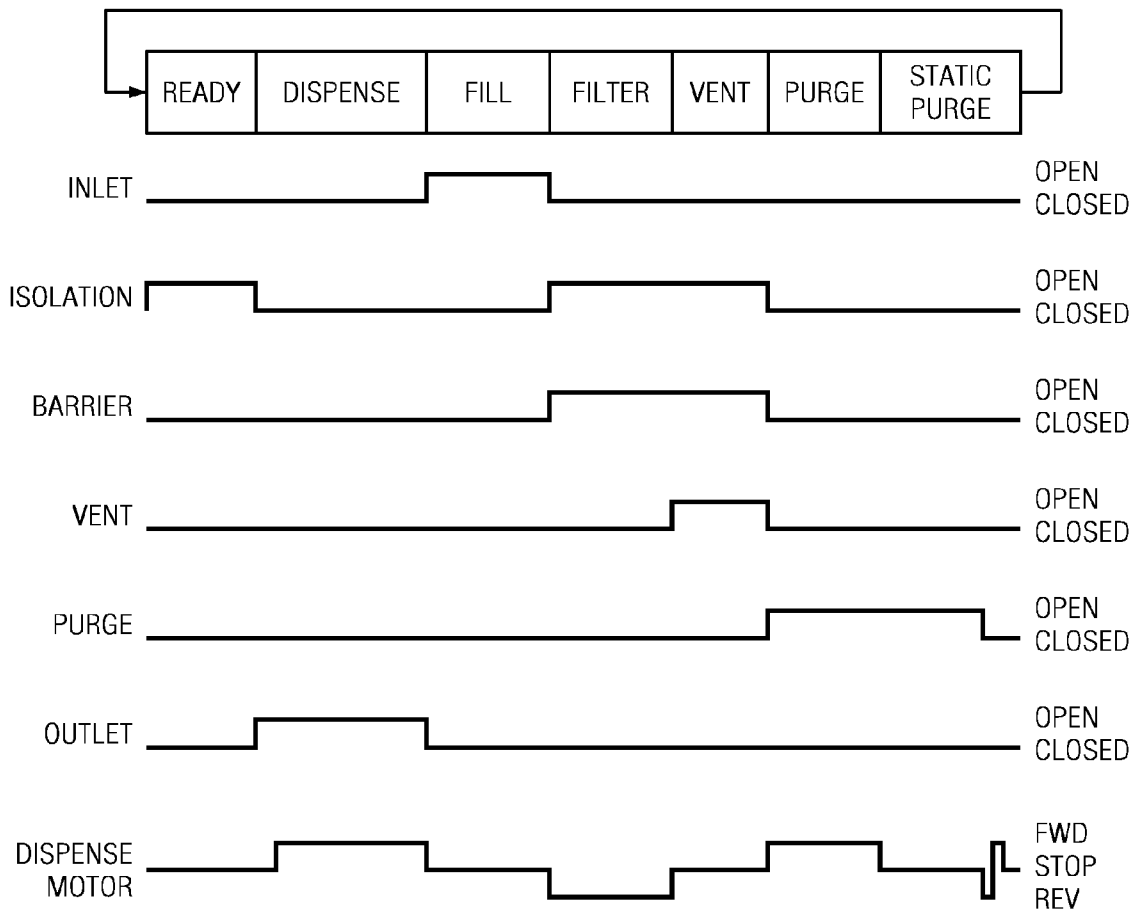 READY DISPENSE FILL FILTER VENT PURGE STATIC
PURGE
INLET OPEN
CLOSED
ISOLATION OPEN
CLOSED
BARRIER OPEN
CLOSED
VENT OPEN
CLOSED
PURGE OPEN
CLOSED
OUTLET OPEN
CLOSED
DISPENSE
MOTOR
FWD
STOP
REV